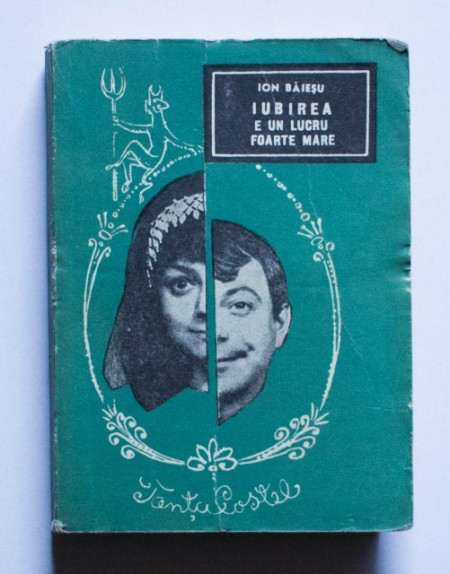 ION BĂIEȘU
IUBIREA
E UN LUCRU
FOARTE MARE
Tanța Costel